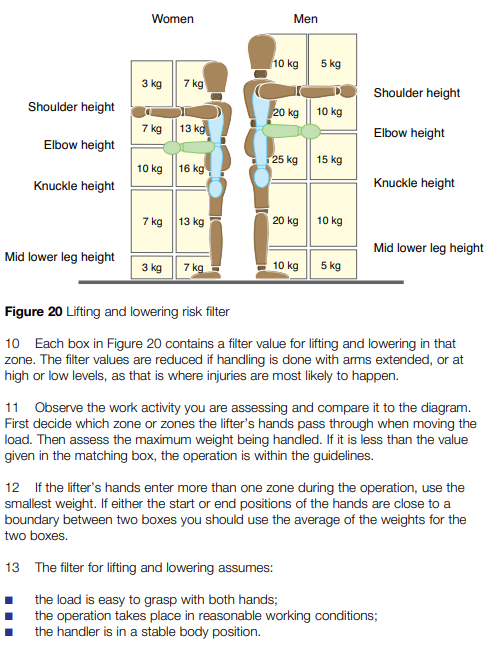 Women Men
10 kg 5 kg
3 kg 7 kg
Shoulder height Shoulder height
20 kg 10 kg
7 kg 13 kg
Elbow height Elbow height
25 kg 15 kg
10 kg 16 kg
Knuckle height Knuckle height
7 kg 13 kg 20 kg 10 kg
Mid lower leg height Mid lower leg height
3 kg 7 kg 10 kg 5 kg
Figure 20 Lifting and lowering risk filter
10 Each box in Figure 20 contains a filter value for lifting and lowering in that
zone. The filter values are reduced if handling is done with arms extended, or at
high or low levels, as that is where injuries are most likely to happen.
11 Observe the work activity you are assessing and compare it to the diagram.
First decide which zone or zones the lifter's hands pass through when moving the
load. Then assess the maximum weight being handled. If it is less than the value
given in the matching box, the operation is within the guidelines.
12 If the lifter's hands enter more than one zone during the operation, use the
smallest weight. If either the start or end positions of the hands are close to a
boundary between two boxes you should use the average of the weights for the
two boxes.
13 The filter for lifting and lowering assumes:
■ the load is easy to grasp with both hands;
■ the operation takes place in reasonable working conditions;
■ the handler is in a stable body position.